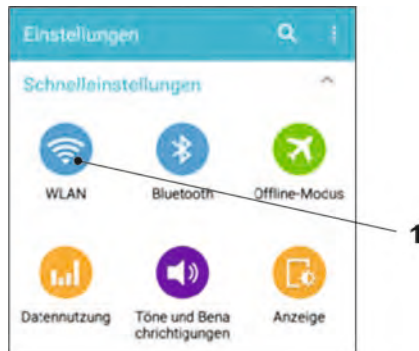 Einstellungen
Schnelleinstellungen
WLAN
Bluetooth
Offline-Modus
1
Datennutzung
Töne und Bena
chrichtigungen
Anzeige